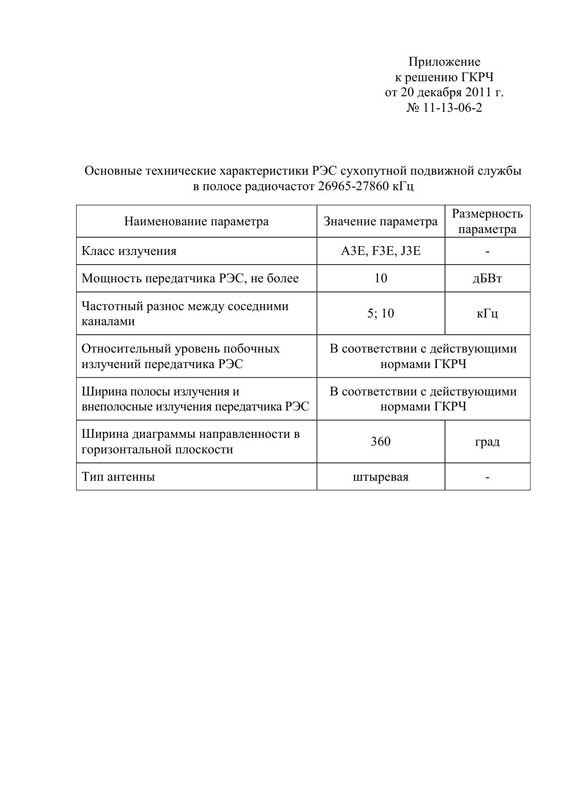 Приложение
к решению ГКРЧ
от 20 декабря 2011 г.
№ 11-13-06-2
Основные технические характеристики РЭС сухопутной подвижной службы
в полосе радиочастот 26965-27860 кГц
Наименование параметра
Значение параметра
Размерность
параметра
Класс излучения
A3E, F3E, J3E
-
Мощность передатчика РЭС, не более
10
дБВт
Частотный разнос между соседними
каналами
5; 10
кГц
Относительный уровень побочных
излучений передатчика РЭС
В соответствии с действующими
нормами ГКРЧ
Ширина полосы излучения и
внеполосные излучения передатчика РЭС
В соответствии с действующими
нормами ГКРЧ
Ширина диаграммы направленности в
горизонтальной плоскости
360
град
Тип антенны
штыревая
-